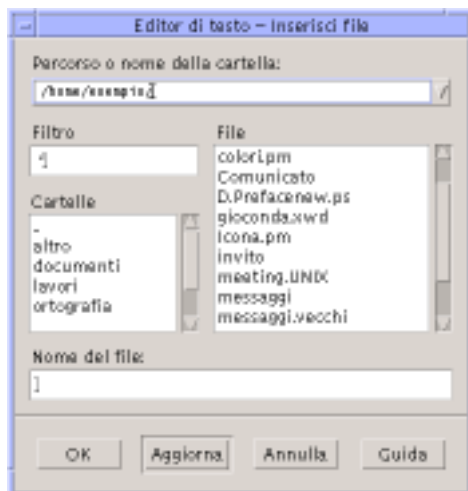 Editor di testo – Inserisci file
Percorso o nome della cartella:
/home/esempio/
Filtro
File
colori.pm
Comunicato
D.Prefacenew.ps
gioconda.xwd
Icona.pm
invito
meeting.UNIX
messaggi
messaggi.vecchi
Cartelle
altro
documenti
lavori
ortografia
Nome del file:
OK Aggiorna Annulla Guida